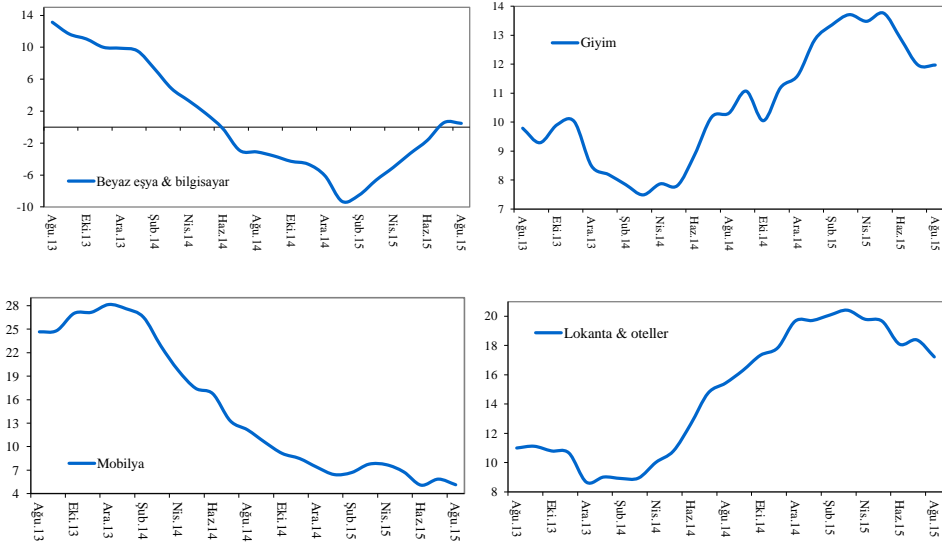 14
10
6
2
-2
-6
-10
Beyaz eşya & bilgisayar
Ağu.13
Eki.13
Ara.13
Şub.14
Nis.14
Haz.14
Ağu.14
Eki.14
Ara.14
Şub.15
Nis.15
Haz.15
Ağu.15
14
13
12
11
10
9
8
7
Giyim
Ağu.13
Eki.13
Ara.13
Şub.14
Nis.14
Haz.14
Ağu.14
Eki.14
Ara.14
Şub.15
Nis.15
Haz.15
Ağu.15
28
25
22
19
16
13
10
7
4
Mobilya
Ağu.13
Eki.13
Ara.13
Şub.14
Nis.14
Haz.14
Ağu.14
Eki.14
Ara.14
Şub.15
Nis.15
Haz.15
Ağu.15
20
18
16
14
12
10
8
Lokanta & oteller
Ağu.13
Eki.13
Ara.13
Şub.14
Nis.14
Haz.14
Ağu.14
Eki.14
Ara.14
Şub.15
Nis.15
Haz.15
Ağu.15